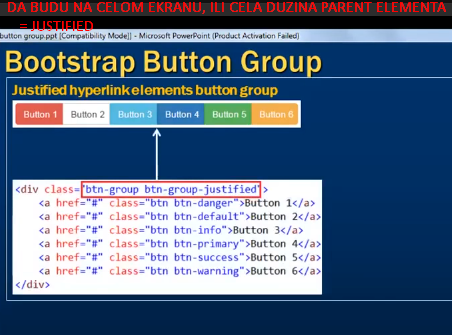 DA BUDU NA CELOM EKRANU, ILI CELA DUZINA PARENT ELEMENTA
= JUSTIFIED
button group.ppt [Compatibility Mode]] - Microsoft PowerPoint (Product Activation Failed)
Bootstrap Button Group
Justified hyperlink elements button group
Button 1 Button 2 Button 3 Button 4 Button 5 Button 6
<div class="btn-group btn-group-justified">
<a href="#" class="btn btn-danger">Button 1</a>
<a href="#" class="btn btn-default">Button 2</a>
<a href="#" class="btn btn-info">Button 3</a>
<a href="#" class="btn btn-primary">Button 4</a>
<a href="#" class="btn btn-success">Button 5</a>
<a href="#" class="btn btn-warning">Button 6</a>
</div>